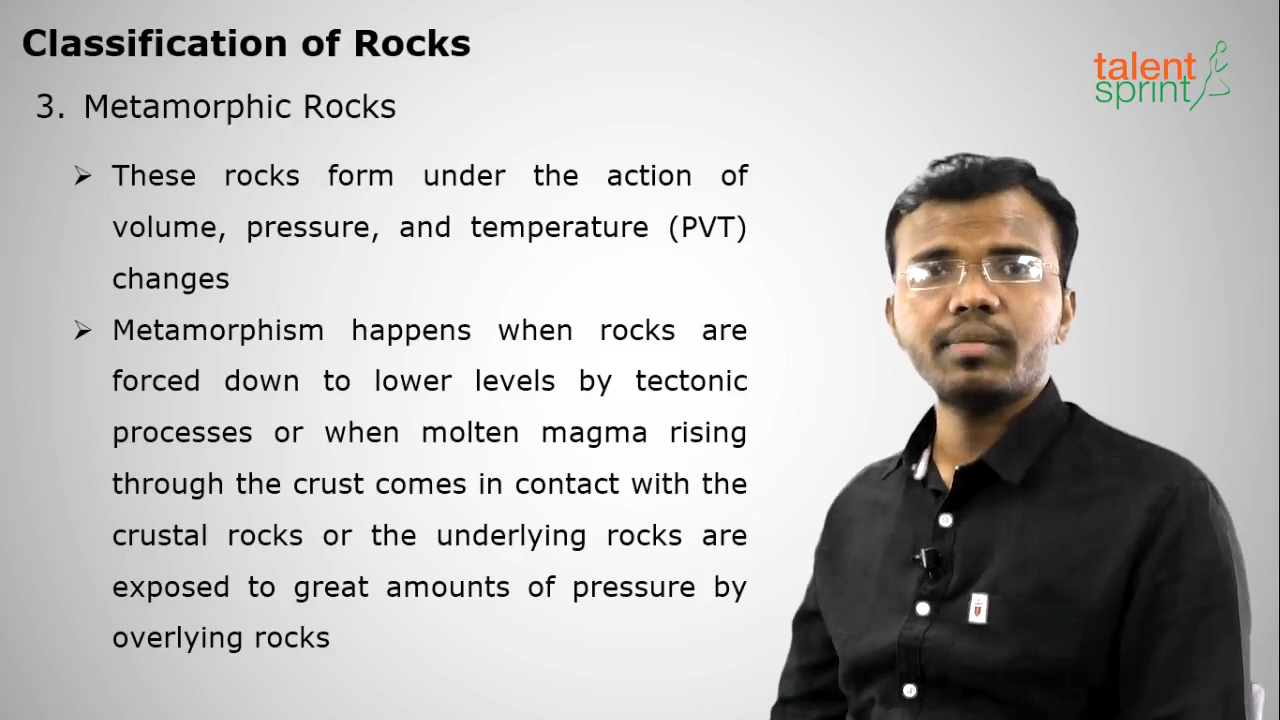 Classification of Rocks
talent
sprint
3. Metamorphic Rocks
➢ These rocks form under the action of
volume, pressure, and temperature (PVT)
changes
➢ Metamorphism happens when rocks are
forced down to lower levels by tectonic
processes or when molten magma rising
through the crust comes in contact with the
crustal rocks or the underlying rocks are
exposed to great amounts of pressure by
overlying rocks